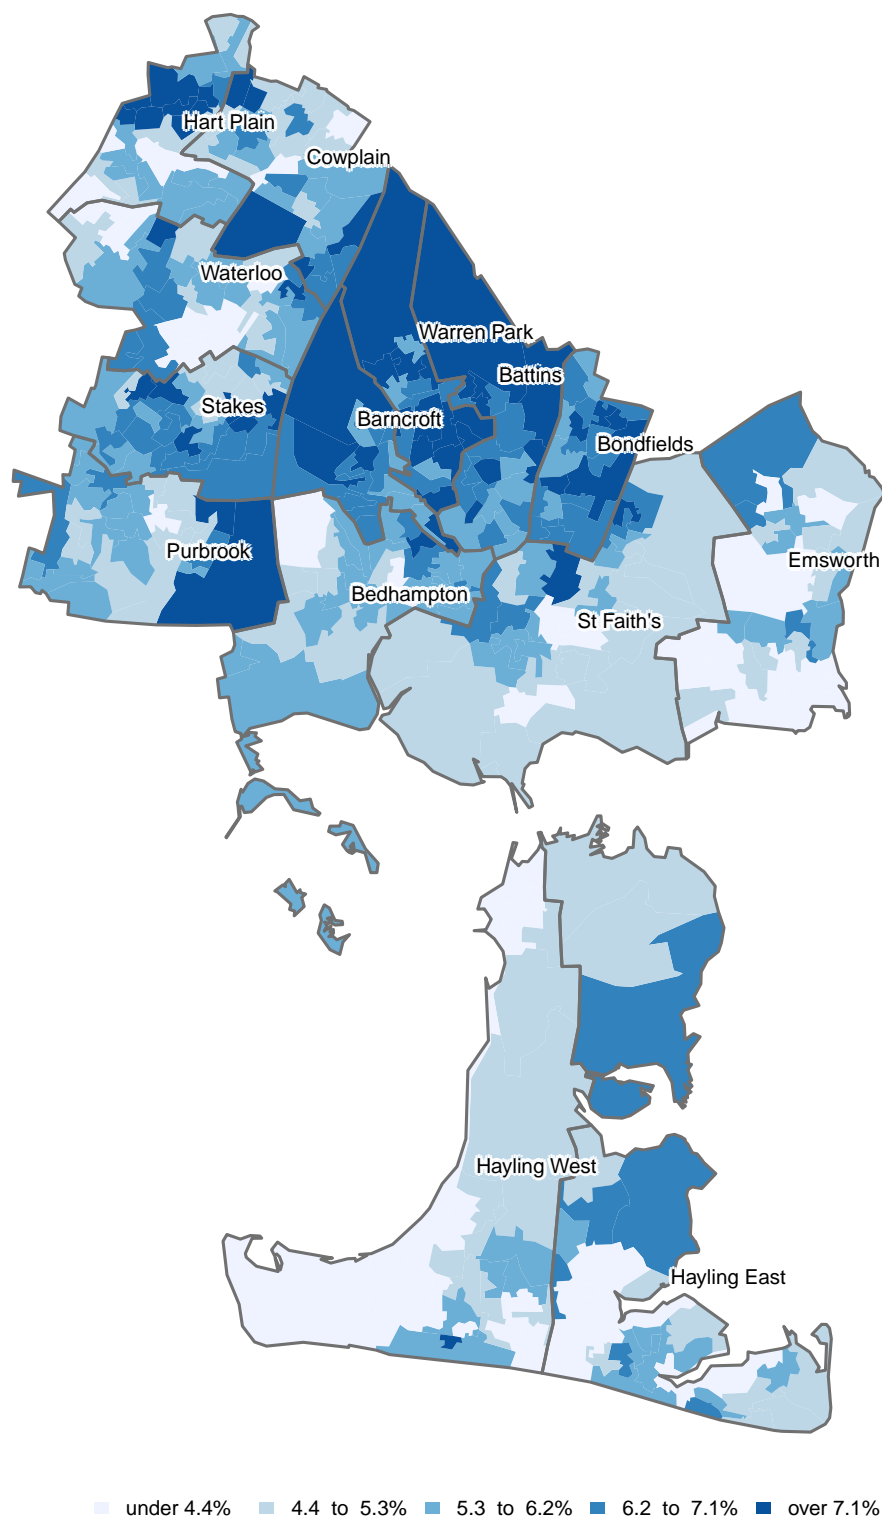 Hart Plain
Cowplain
Waterloo
Warren Park
Battins
Stakes
Barncroft
Bondfields
Purbrook
Emsworth
Bedhampton
St Faith's
Hayling West
Hayling East
under 4.4%
4.4 to 5.3%
5.3 to 6.2%
6.2 to 7.1%
over 7.1%